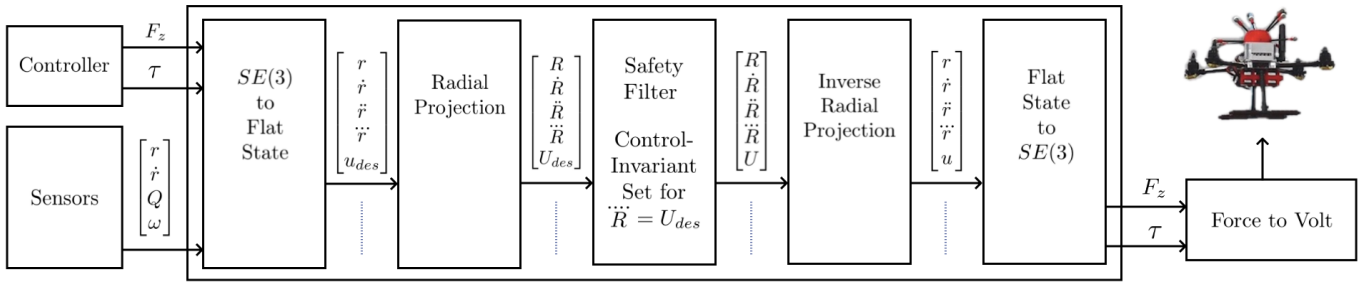 Controller
F_z
τ
Sensors
r
ṙ
Q
ω
SE(3)
to
Flat
State
r
ṙ
r̈
r⃛
u_des
Radial
Projection
R
Ṙ
R̈
R⃛
U_des
Safety
Filter
Control-
Invariant
Set for
R⃜ = U_des
R
Ṙ
R̈
R⃛
U
Inverse
Radial
Projection
r
ṙ
r̈
r⃛
u
Flat
State
to
SE(3)
F_z
τ
Force to Volt